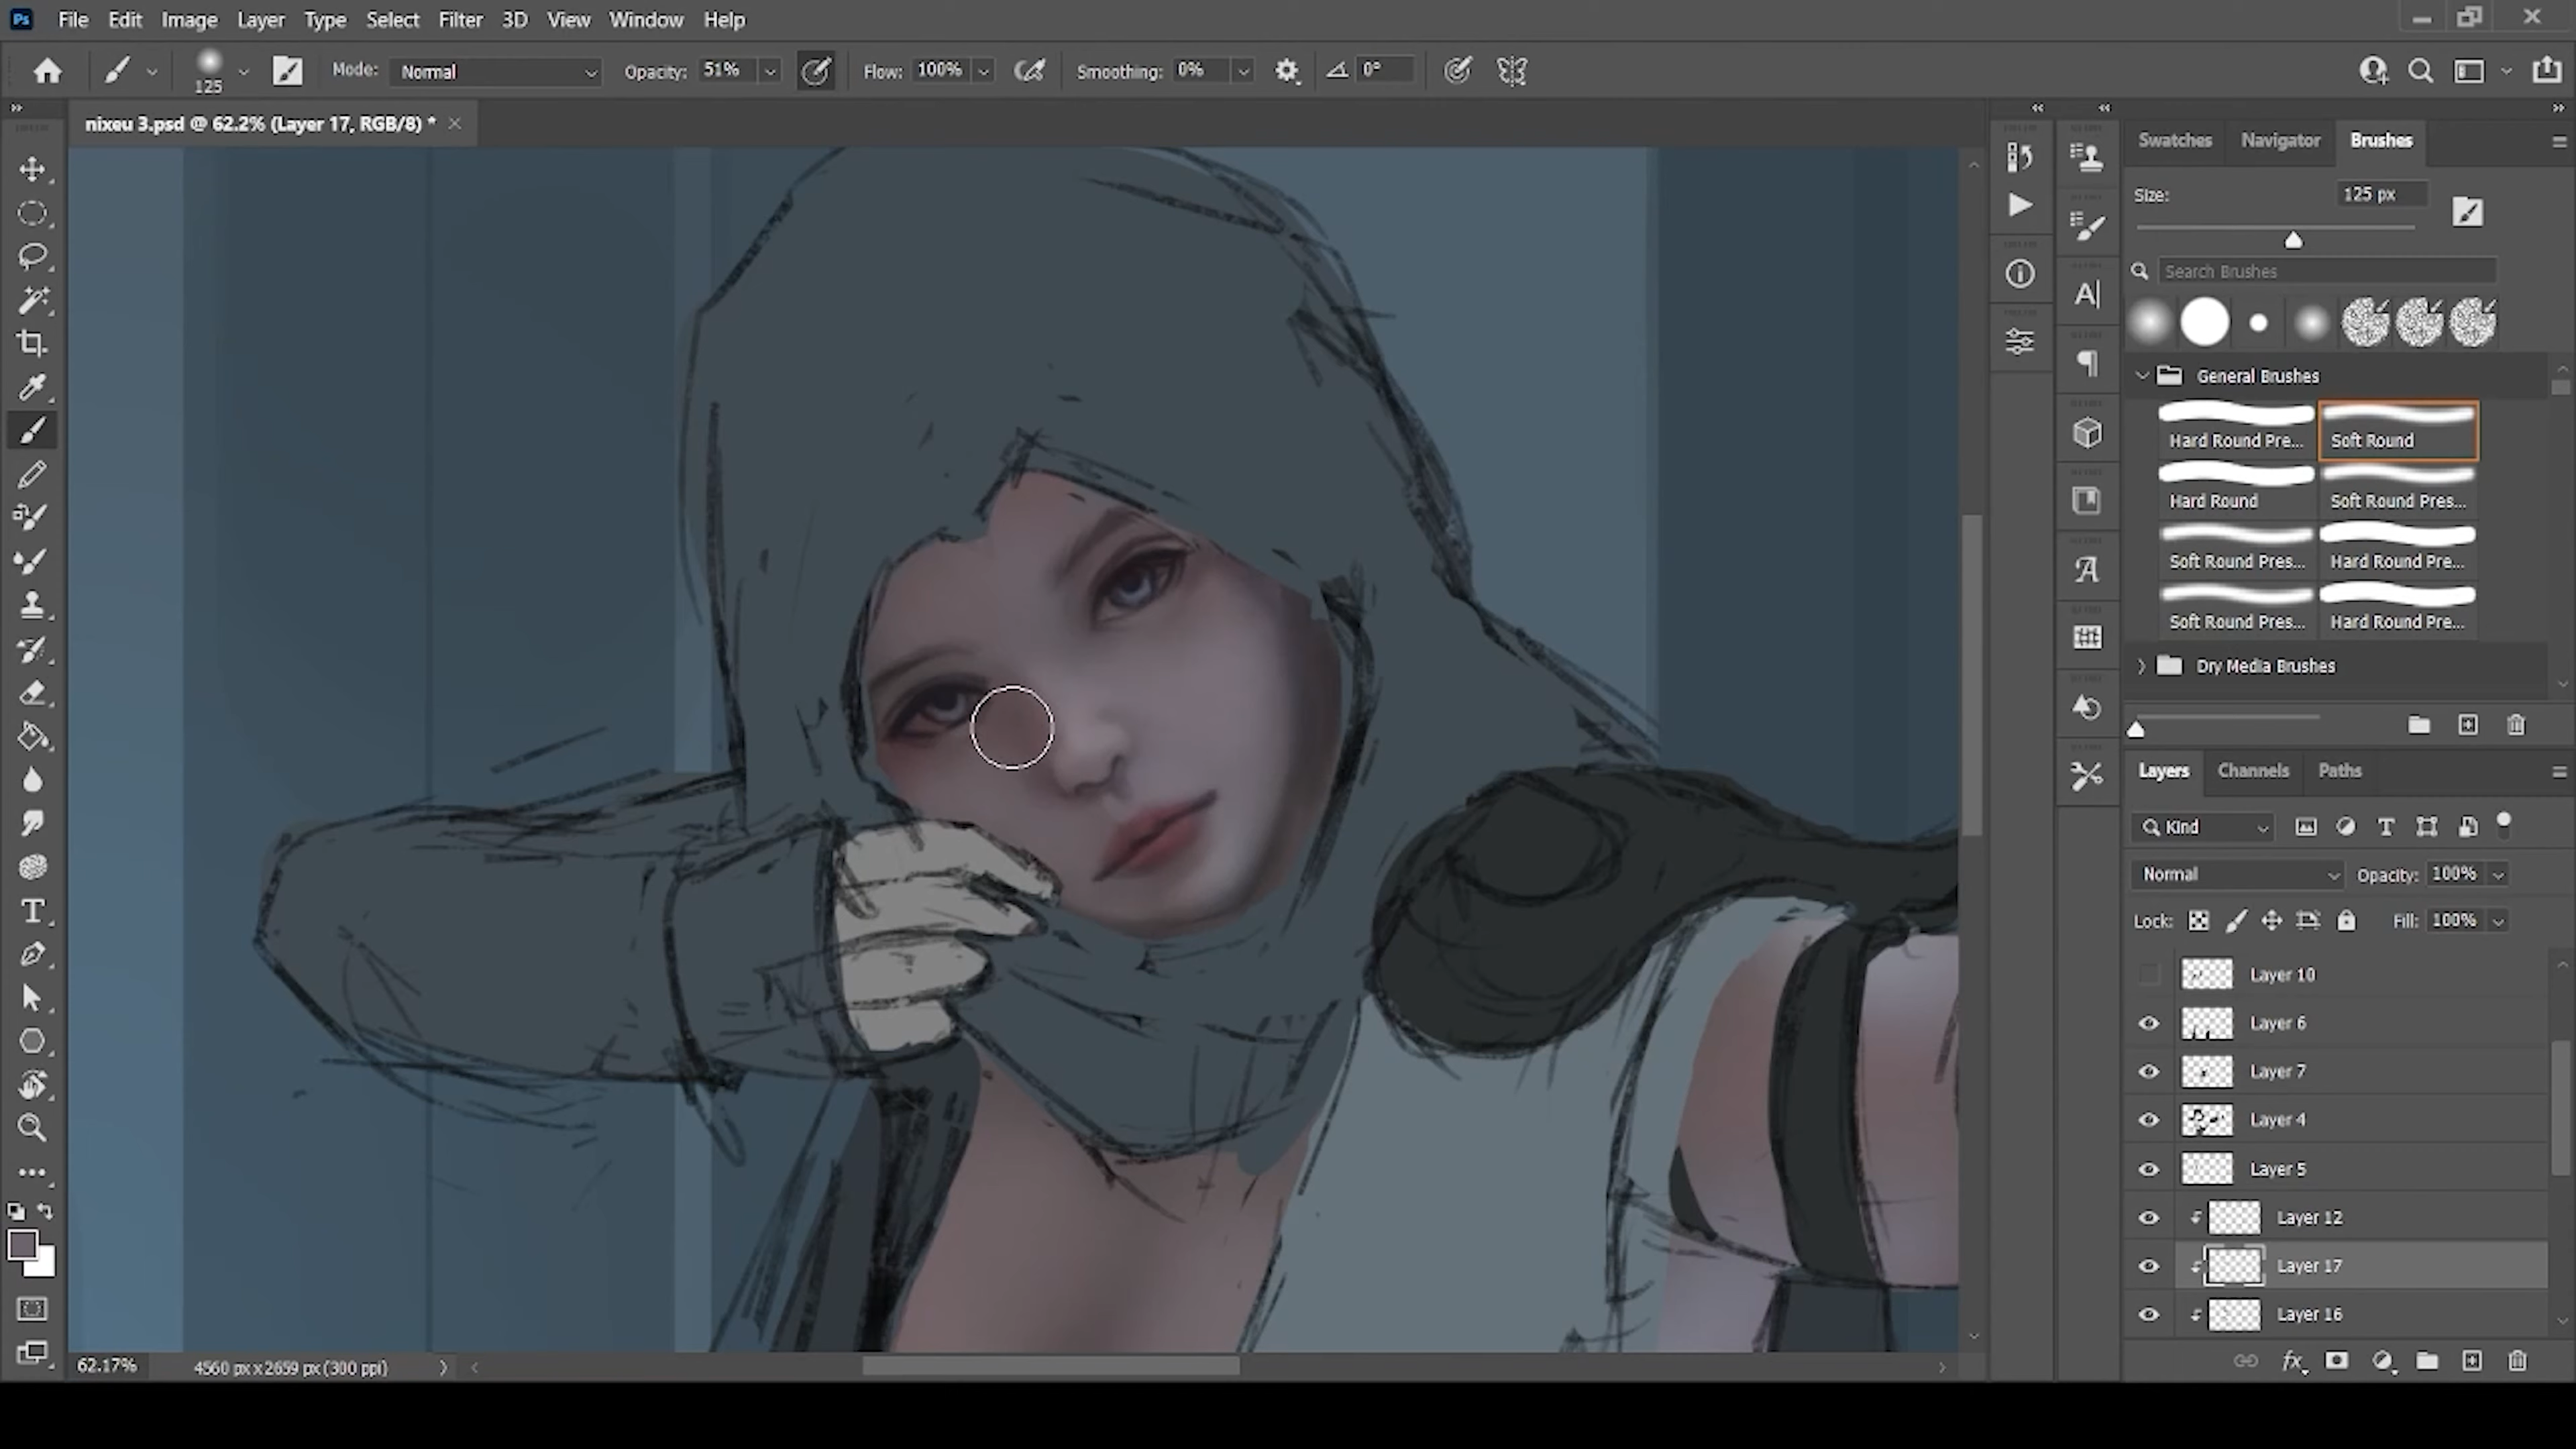 Ps File Edit Image Layer Type Select Filter 3D View Window Help
125 Mode: Normal Opacity: 51% Flow: 100% Smoothing: 0% 0°
nixeu 3.psd @ 62.2% (Layer 17, RGB/8) *
Swatches Navigator Brushes
Size: 125 px
Search Brushes
General Brushes
Hard Round Pre... Soft Round
Hard Round Soft Round Pres...
Soft Round Pres... Hard Round Pre...
Soft Round Pres... Hard Round Pre...
Dry Media Brushes
Layers Channels Paths
Kind
Normal Opacity: 100%
Lock: Fill: 100%
Layer 10
Layer 6
Layer 7
Layer 4
Layer 5
Layer 12
Layer 17
Layer 16
62.17% 4560 px x 2659 px (300 ppi)